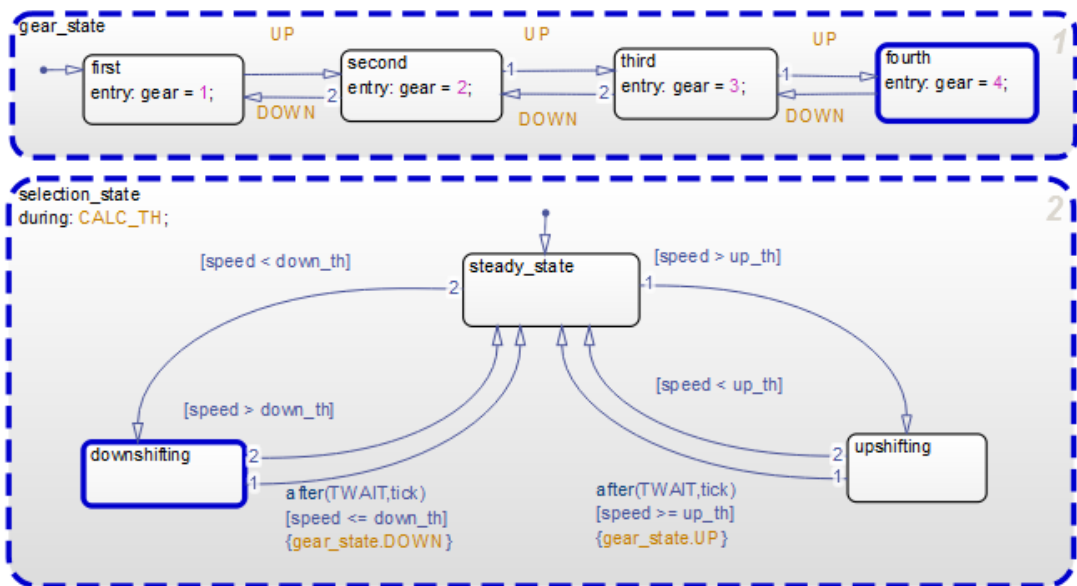 gear_state
1
UP
UP
UP
first
entry: gear = 1;
second
entry: gear = 2;
third
entry: gear = 3;
fourth
entry: gear = 4;
1
1
1
2
2
DOWN
DOWN
DOWN
selection_state
during: CALC_TH;
2
[speed < down_th]
steady_state
[speed > up_th]
2
1
[speed > down_th]
[speed < up_th]
downshifting
2
1
upshifting
2
1
after(TWAIT,tick)
[speed <= down_th]
{gear_state.DOWN}
after(TWAIT,tick)
[speed >= up_th]
{gear_state.UP}